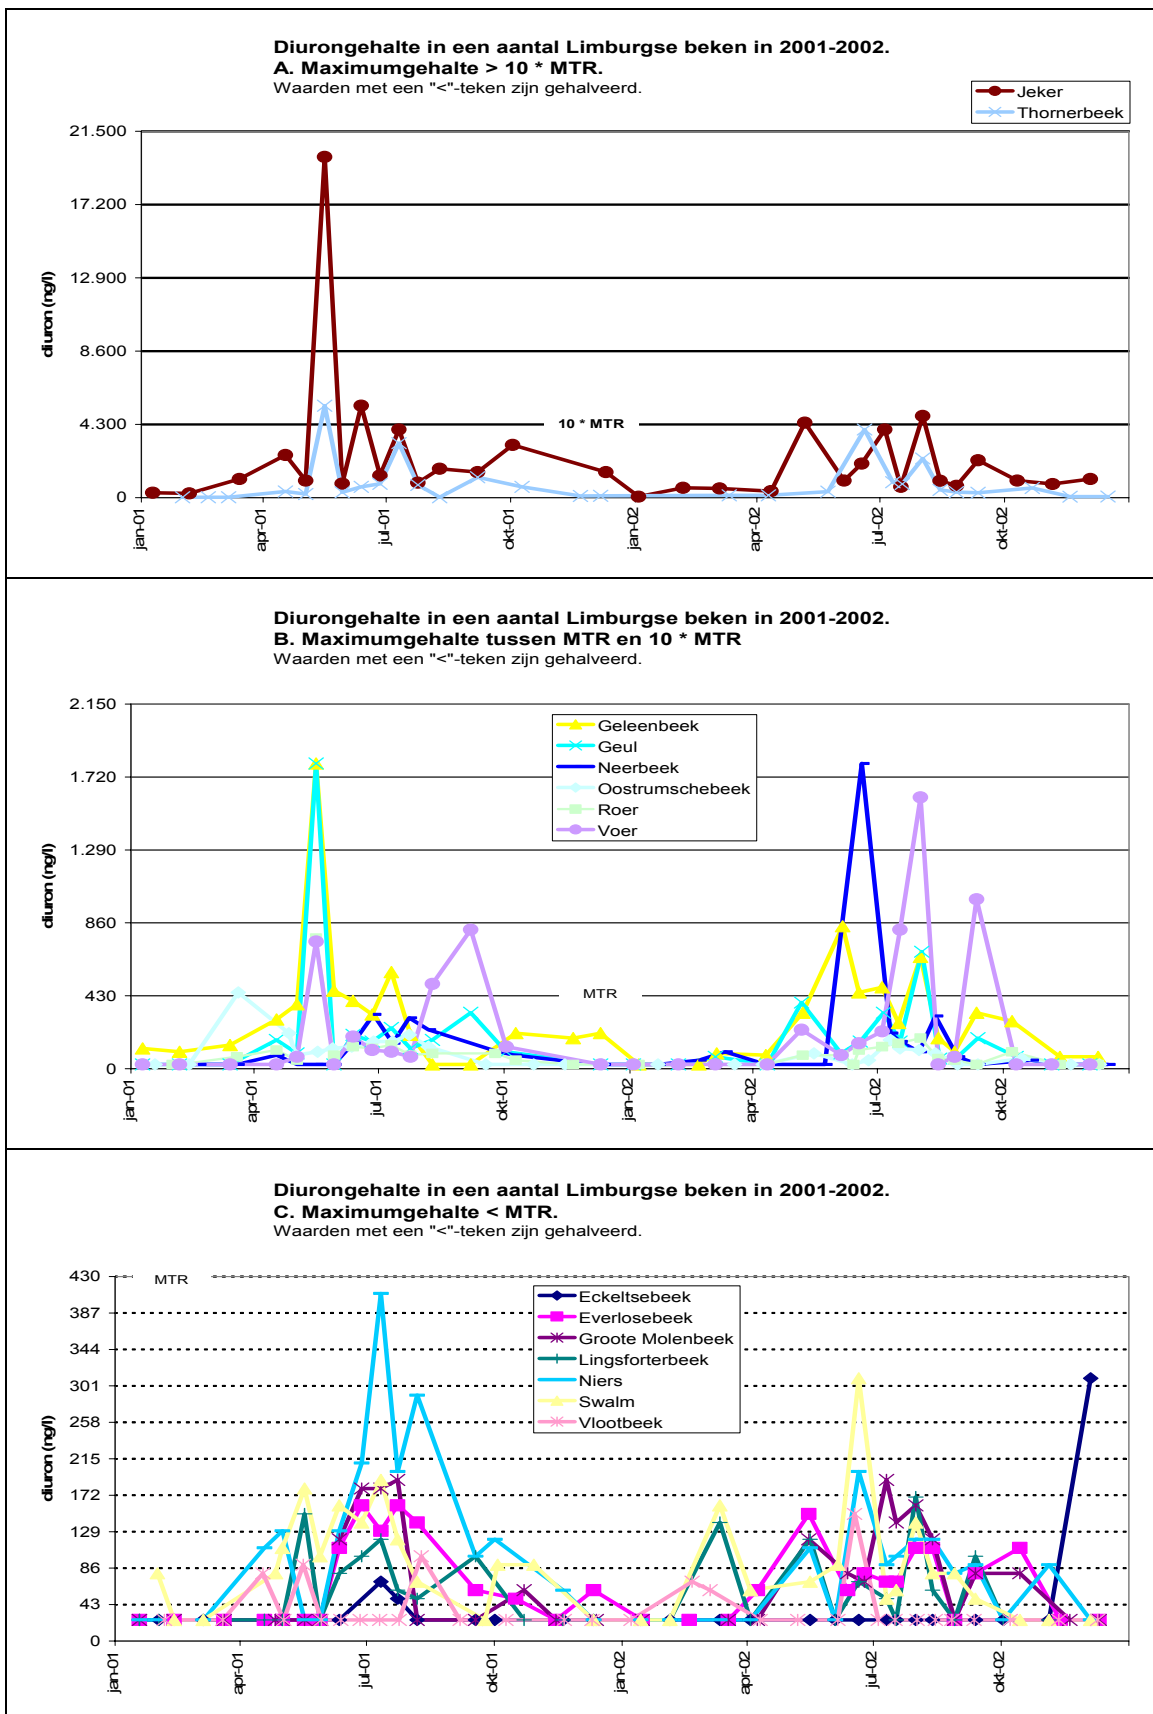 Diurongehalte in een aantal Limburgse beken in 2001-2002.
A. Maximumgehalte > 10 * MTR.
Waarden met een "<"-teken zijn gehalveerd.
Jeker
Thornerbeek
21.500
17.200
12.900
8.600
4.300
0
diuron (ng/l)
10 * MTR
jan-01
apr-01
jul-01
okt-01
jan-02
apr-02
jul-02
okt-02
Diurongehalte in een aantal Limburgse beken in 2001-2002.
B. Maximumgehalte tussen MTR en 10 * MTR
Waarden met een "<"-teken zijn gehalveerd.
2.150
1.720
1.290
860
430
0
diuron (ng/l)
Geleenbeek
Geul
Neerbeek
Oostrumschebeek
Roer
Voer
MTR
jan-01
apr-01
jul-01
okt-01
jan-02
apr-02
jul-02
okt-02
Diurongehalte in een aantal Limburgse beken in 2001-2002.
C. Maximumgehalte < MTR.
Waarden met een "<"-teken zijn gehalveerd.
MTR
430
387
344
301
258
215
172
129
86
43
0
diuron (ng/l)
Eckeltsebeek
Everlosebeek
Groote Molenbeek
Lingsforterbeek
Niers
Swalm
Vlootbeek
jan-01
apr-01
jul-01
okt-01
jan-02
apr-02
jul-02
okt-02